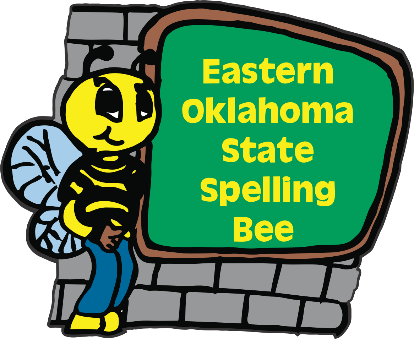 Eastern
Oklahoma
State
Spelling
Bee